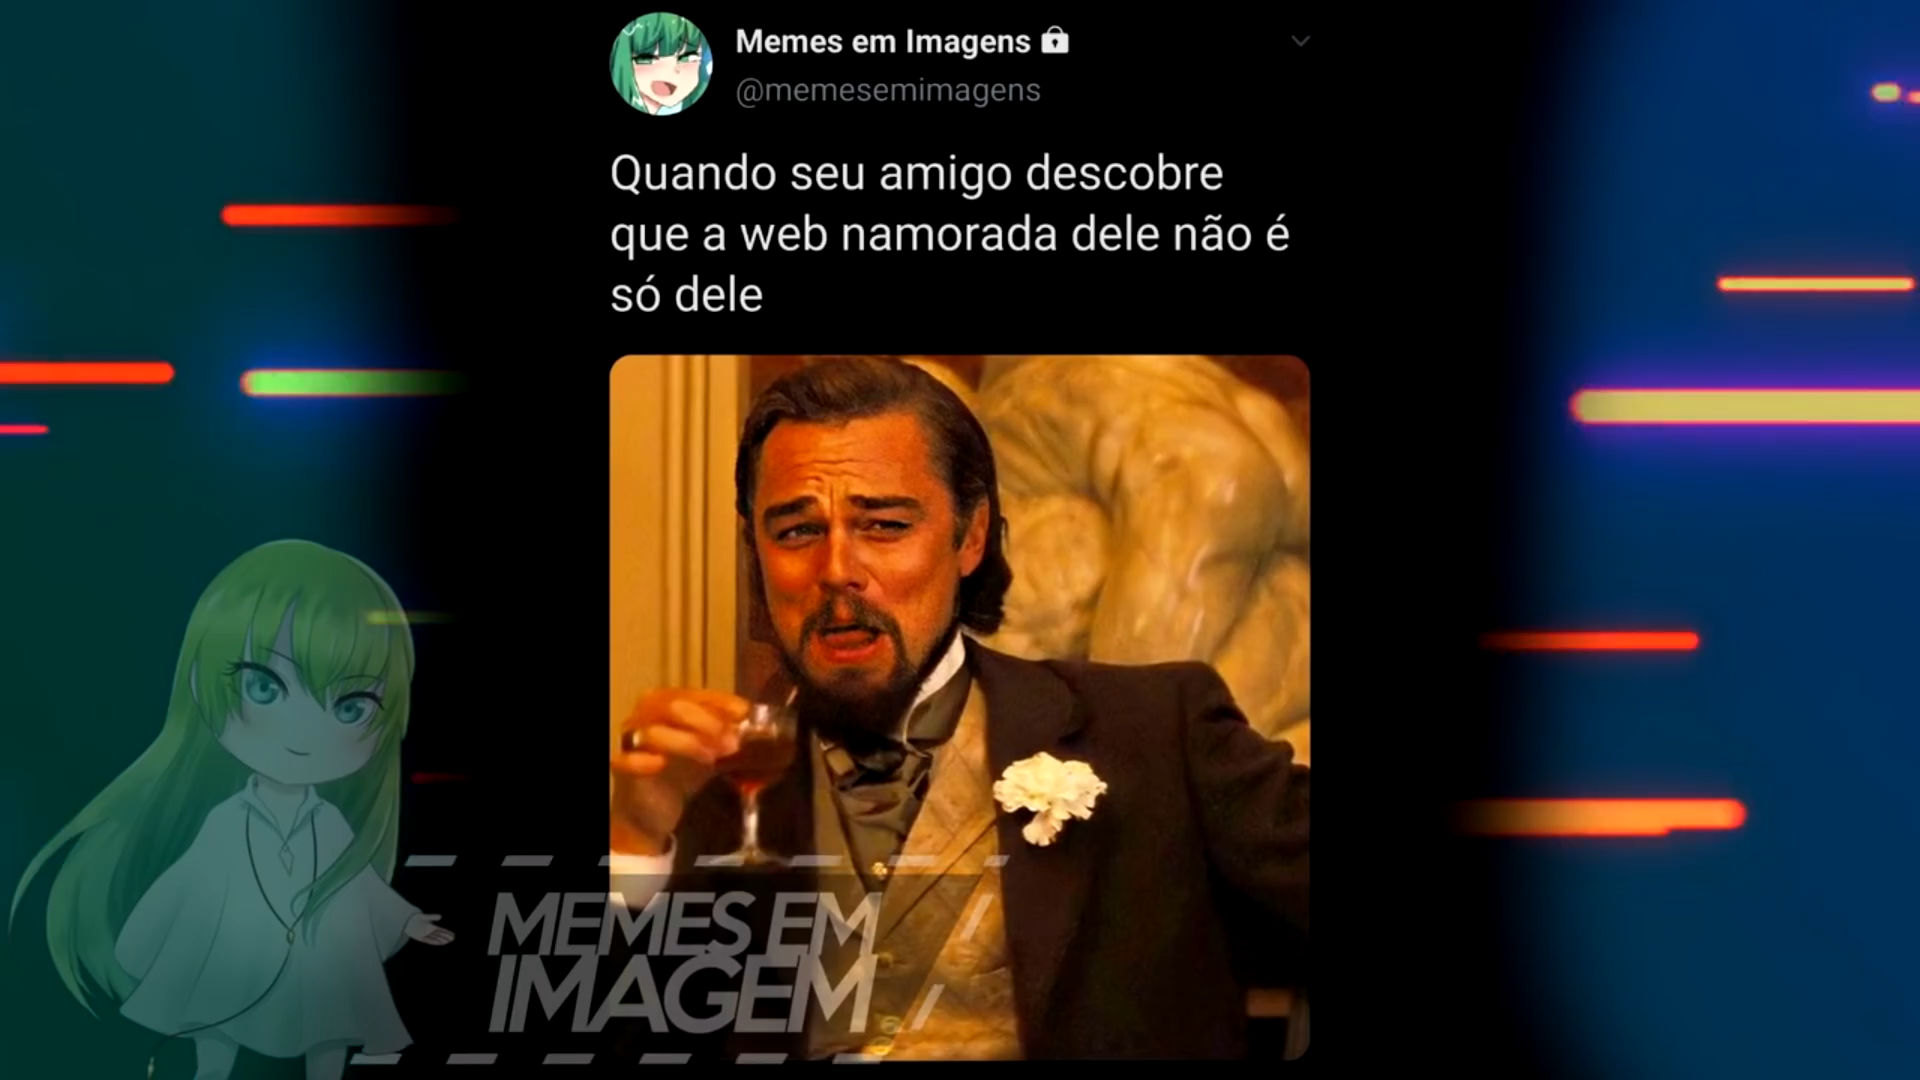 Memes em Imagens
@memesemimagens
Quando seu amigo descobre
que a web namorada dele não é
só dele
MEMES EM
IMAGEM